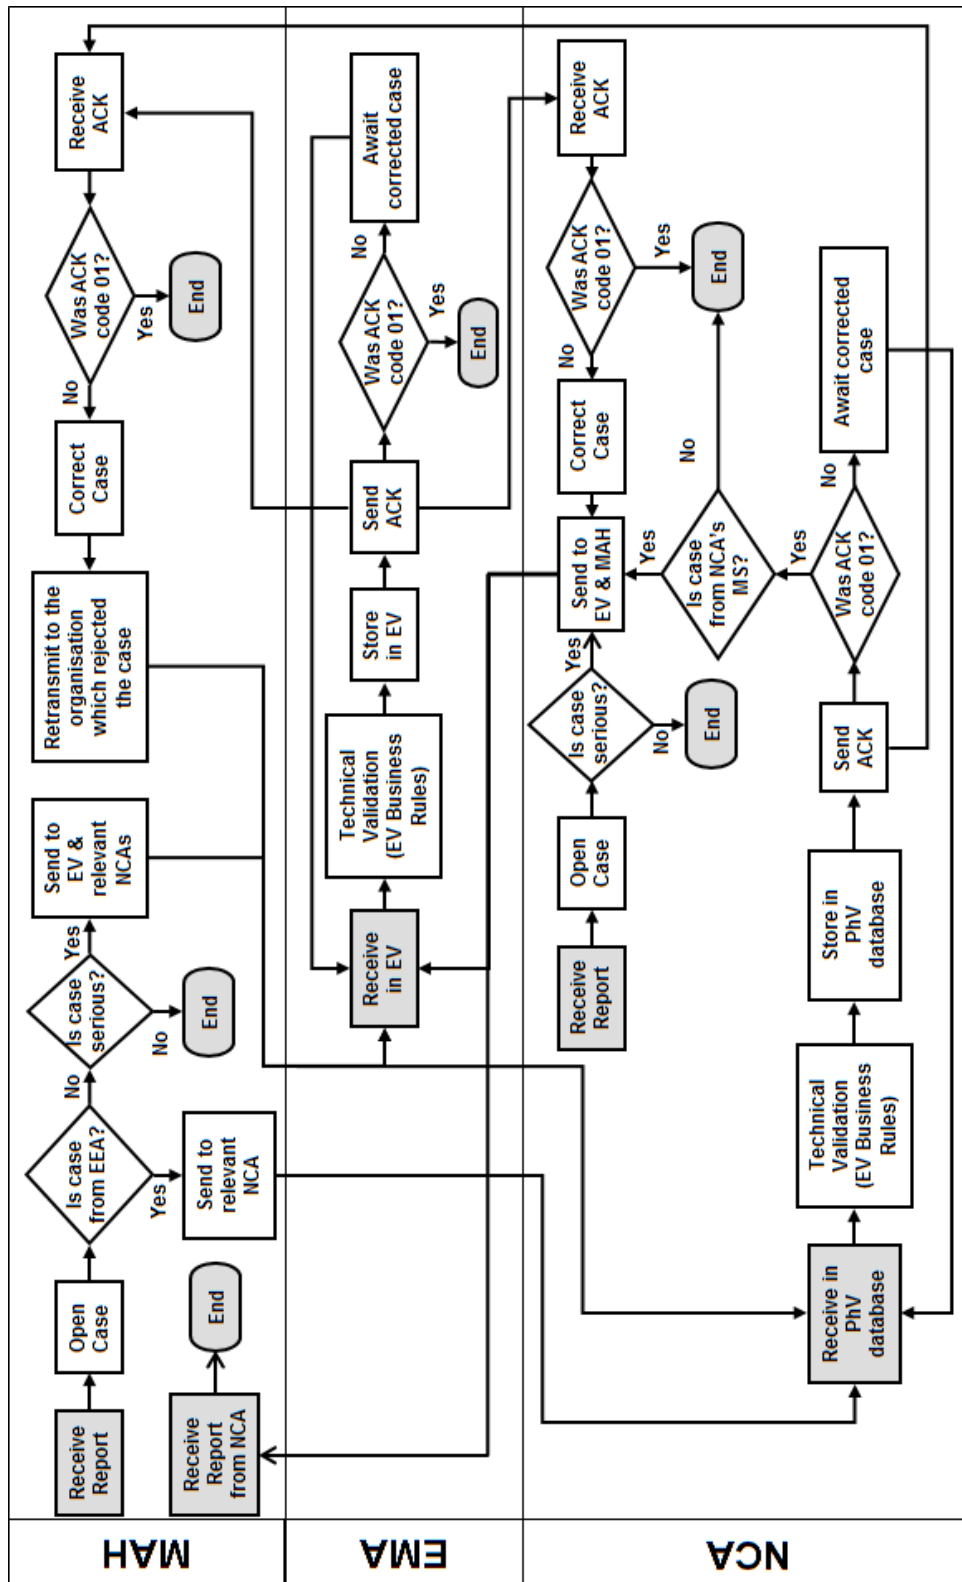 MAH
Receive
Report
Open
Case
Is case
from EEA?
No
Yes
Is case
serious?
Yes
No
Send to
EV &
relevant
NCAs
Retransmit to the
organisation
which rejected
the case
Correct
Case
No
Was ACK
code 01?
Yes
Receive
ACK
End
End
Send to
relevant
NCA
Receive
Report
from NCA
End
EMA
Receive
in EV
Technical
Validation
(EV Business
Rules)
Store
in EV
Send
ACK
Was ACK
code 01?
No
Yes
Await
corrected case
End
NCA
Receive
Report
Open
Case
Is case
serious?
Yes
No
End
Send to
EV & MAH
Correct
Case
No
Was ACK
code 01?
Yes
Receive
ACK
End
Yes
Is case
from NCA's
MS?
No
Receive in
PhV
database
Technical
Validation
(EV Business
Rules)
Store in
PhV
database
Send
ACK
Was ACK
code 01?
Yes
No
Await corrected
case